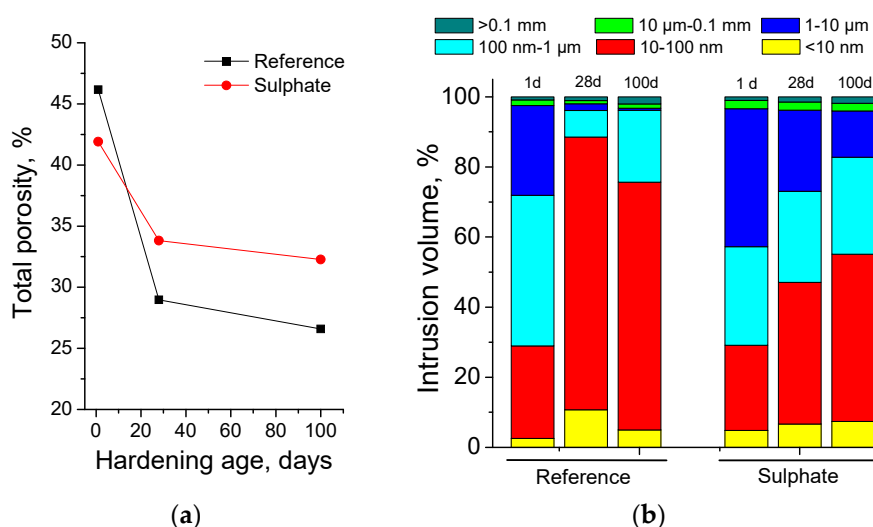 50
45
40
35
30
25
20
Total porosity, %
Reference
Sulphate
0 20 40 60 80 100
Hardening age, days
(a)
>0.1 mm 10 µm-0.1 mm 1-10 µm
100 nm-1 µm 10-100 nm <10 nm
1d 28d 100d 1 d 28d 100d
100
80
60
40
20
0
Intrusion volume, %
Reference Sulphate
(b)